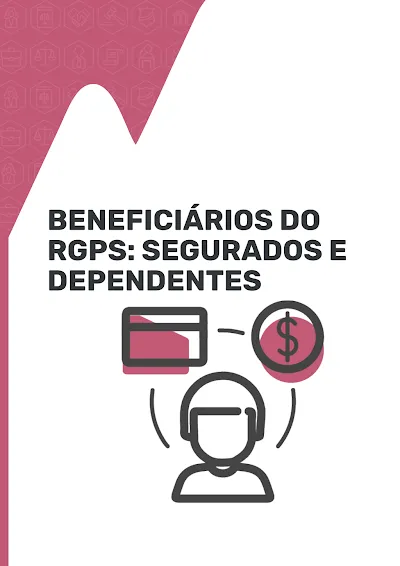 BENEFICIÁRIOS DO
RGPS: SEGURADOS E
DEPENDENTES
$